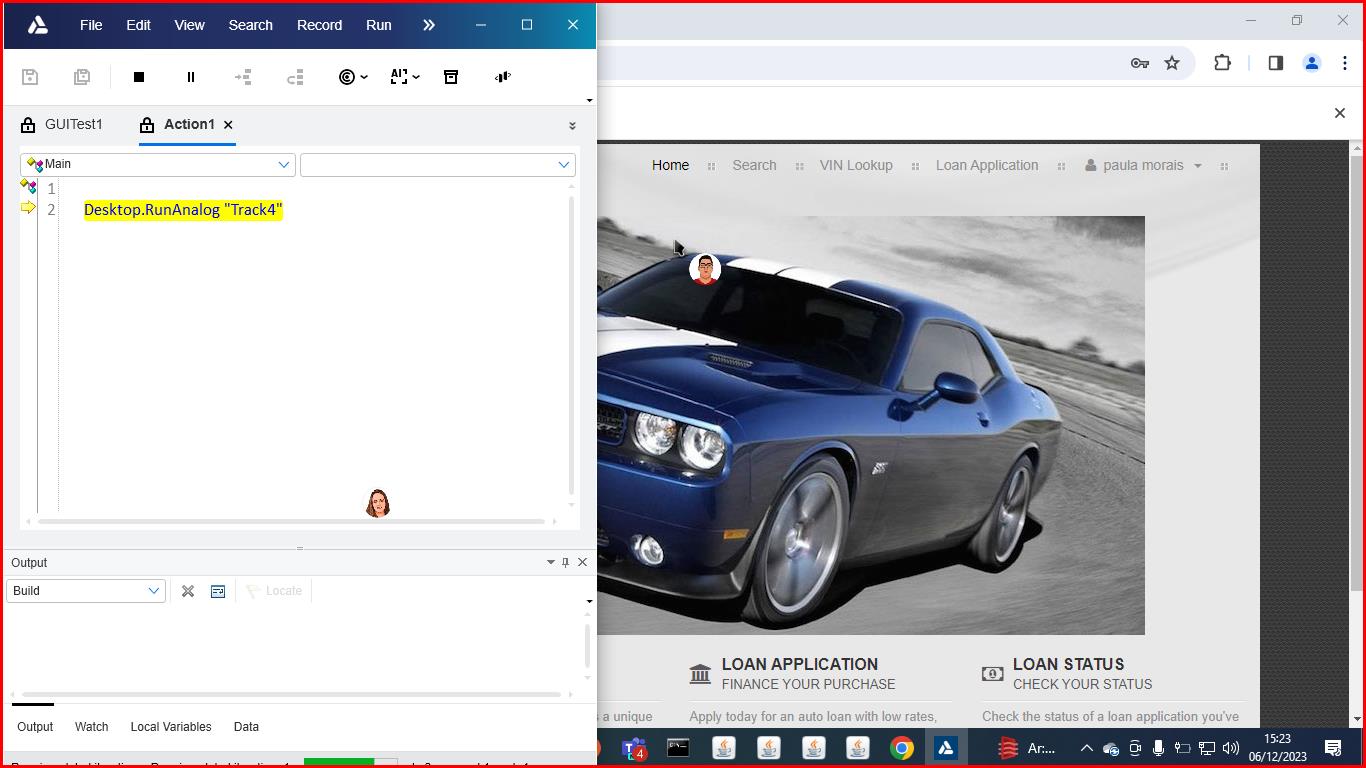 File Edit View Search Record Run
GUITest1 Action1
Main
1
2 Desktop.RunAnalog "Track4"
Output
Build
Locate
Output Watch Local Variables Data
Home Search VIN Lookup Loan Application paula morais
LOAN APPLICATION
FINANCE YOUR PURCHASE
LOAN STATUS
CHECK YOUR STATUS
s a unique
Apply today for an auto loan with low rates,
Check the status of a loan application you've
4
Ar:...
15:23
06/12/2023